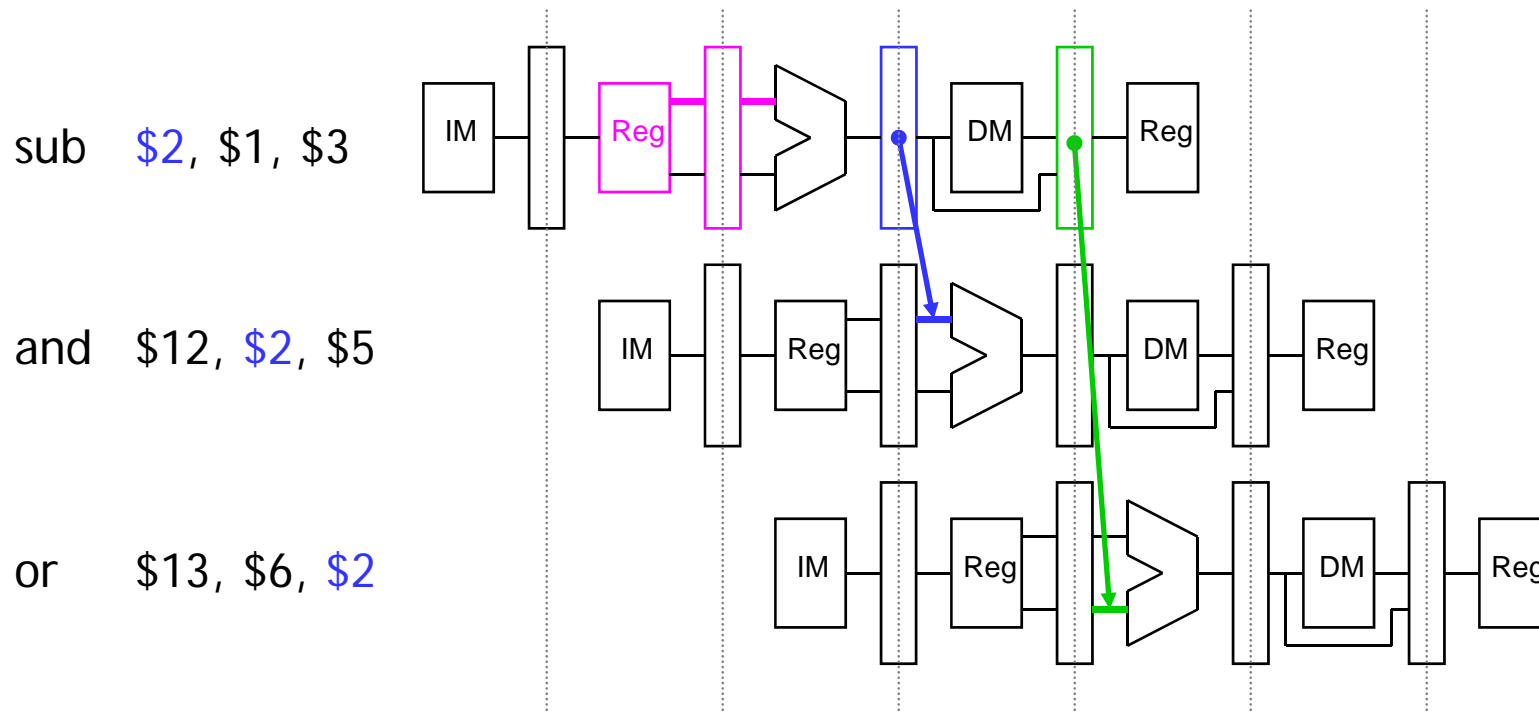 sub $2, $1, $3 IM Reg DM Reg
and $12, $2, $5 IM Reg DM Reg
or $13, $6, $2 IM Reg DM Reg